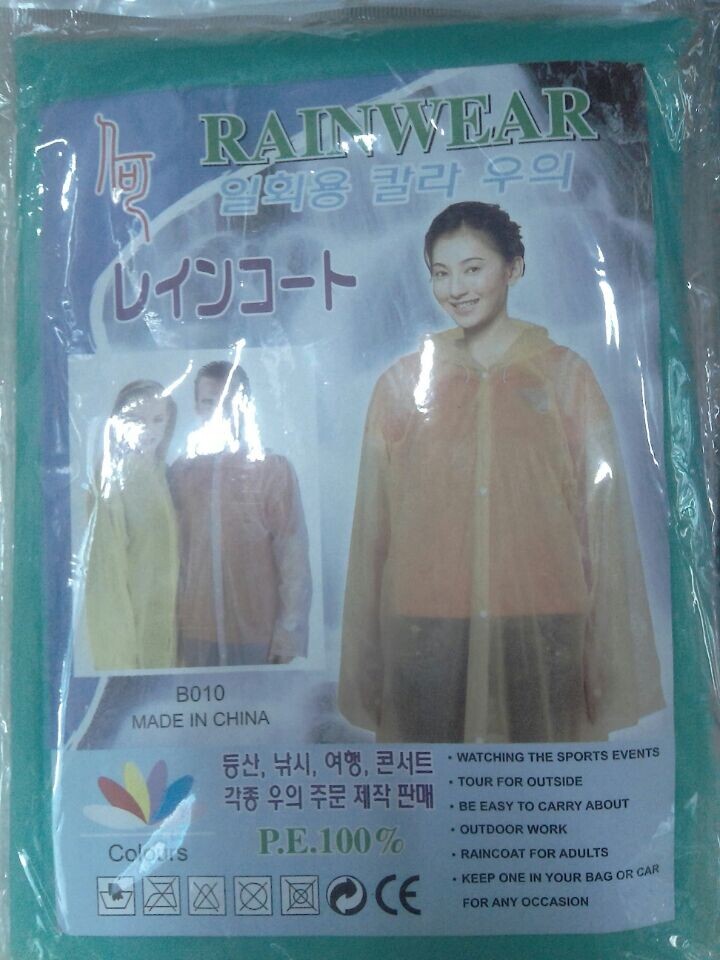 RAINWEAR
일회용 칼라 우의
レインコート
B010
MADE IN CHINA
등산, 낚시, 여행, 콘서트
각종 우의 주문 제작 판매
P.E.100%
Colours
• WATCHING THE SPORTS EVENTS
• TOUR FOR OUTSIDE
• BE EASY TO CARRY ABOUT
• OUTDOOR WORK
• RAINCOAT FOR ADULTS
• KEEP ONE IN YOUR BAG OR CAR
FOR ANY OCCASION
CE